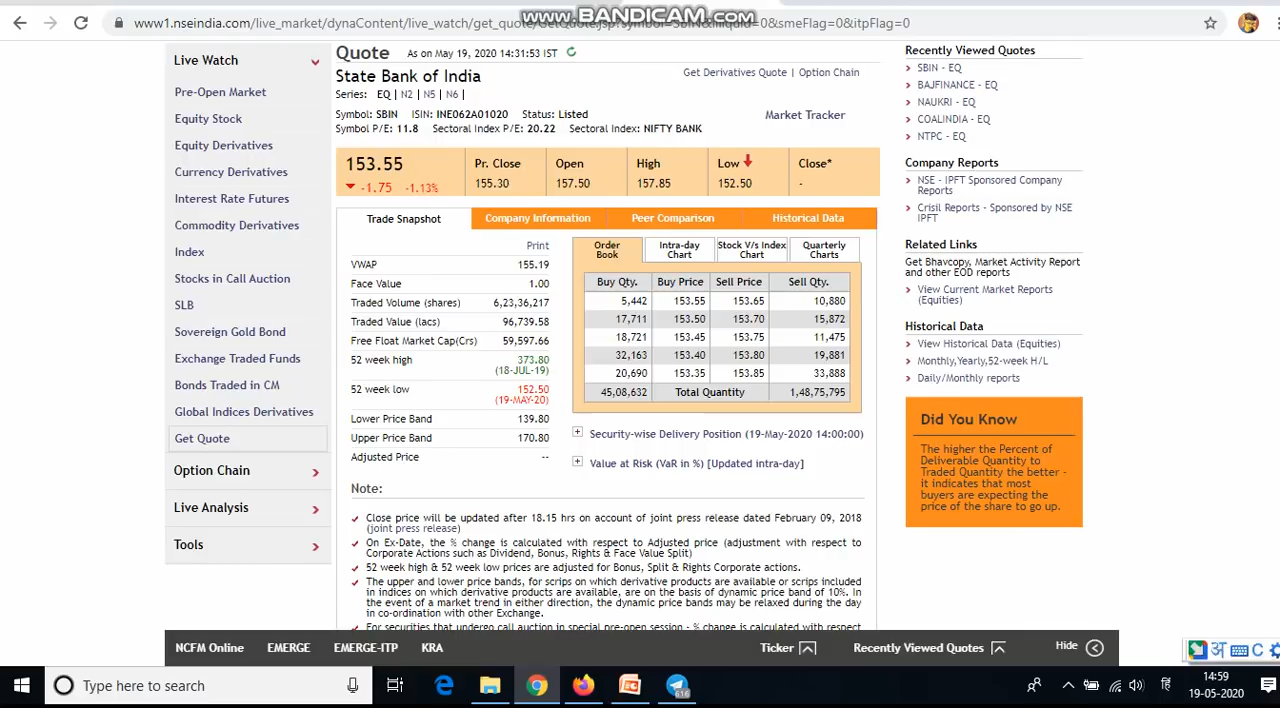 www.BANDICAM.com
www1.nseindia.com/live_market/dynaContent/live_watch/get_quote/GetQuote.jsp?symbol=SBIN&illiquid=0&smeFlag=0&itpFlag=0
Live Watch
Pre-Open Market
Equity Stock
Equity Derivatives
Currency Derivatives
Interest Rate Futures
Commodity Derivatives
Index
Stocks in Call Auction
SLB
Sovereign Gold Bond
Exchange Traded Funds
Bonds Traded in CM
Global Indices Derivatives
Get Quote
Option Chain
Live Analysis
Tools
Quote As on May 19, 2020 14:31:53 IST
State Bank of India
Get Derivatives Quote | Option Chain
Series: EQ | N2 | N5 | N6 |
Symbol: SBIN ISIN: INE062A01020 Status: Listed
Market Tracker
Symbol P/E: 11.8 Sectoral Index P/E: 20.22 Sectoral Index: NIFTY BANK
153.55 Pr. Close Open High Low Close*
-1.75 -1.13% 155.30 157.50 157.85 152.50 -
Trade Snapshot Company Information Peer Comparison Historical Data
Print
VWAP 155.19
Face Value 1.00
Traded Volume (shares) 6,23,36,217
Traded Value (lacs) 96,739.58
Free Float Market Cap(Crs) 59,597.66
52 week high 373.80
(18-JUL-19)
52 week low 152.50
(19-MAY-20)
Lower Price Band 139.80
Upper Price Band 170.80
Adjusted Price --
Order Book Intra-day Chart Stock V/s Index Chart Quarterly Charts
Buy Qty. Buy Price Sell Price Sell Qty.
5,442 153.55 153.65 10,880
17,711 153.50 153.70 15,872
18,721 153.45 153.75 11,475
32,163 153.40 153.80 19,881
20,690 153.35 153.85 33,888
45,08,632 Total Quantity 1,48,75,795
Security-wise Delivery Position (19-May-2020 14:00:00)
Value at Risk (VaR in %) [Updated intra-day]
Note:
Close price will be updated after 18.15 hrs on account of joint press release dated February 09, 2018
(joint press release)
On Ex-Date, the % change is calculated with respect to Adjusted price (adjustment with respect to
Corporate Actions such as Dividend, Bonus, Rights & Face Value Split)
52 week high & 52 week low prices are adjusted for Bonus, Split & Rights Corporate actions.
The upper and lower price bands, for scrips on which derivative products are available or scrips included
in indices on which derivative products are available, are on the basis of dynamic price band of 10%. In
the event of a market trend in either direction, the dynamic price bands may be relaxed during the day
in co-ordination with other Exchange.
For securities that undergo call auction in special pre-open session - % change is calculated with respect
Recently Viewed Quotes
SBIN - EQ
BAJFINANCE - EQ
NAUKRI - EQ
COALINDIA - EQ
NTPC - EQ
Company Reports
NSE - IPFT Sponsored Company
Reports
Crisil Reports - Sponsored by NSE
IPFT
Related Links
Get Bhavcopy, Market Activity Report
and other EOD reports
View Current Market Reports
(Equities)
Historical Data
View Historical Data (Equities)
Monthly,Yearly,52-week H/L
Daily/Monthly reports
Did You Know
The higher the Percent of
Deliverable Quantity to
Traded Quantity the better -
it indicates that most
buyers are expecting the
price of the share to go up.
NCFM Online EMERGE EMERGE-ITP KRA Ticker Recently Viewed Quotes Hide
अ C
Type here to search
616
हि
14:59
19-05-2020